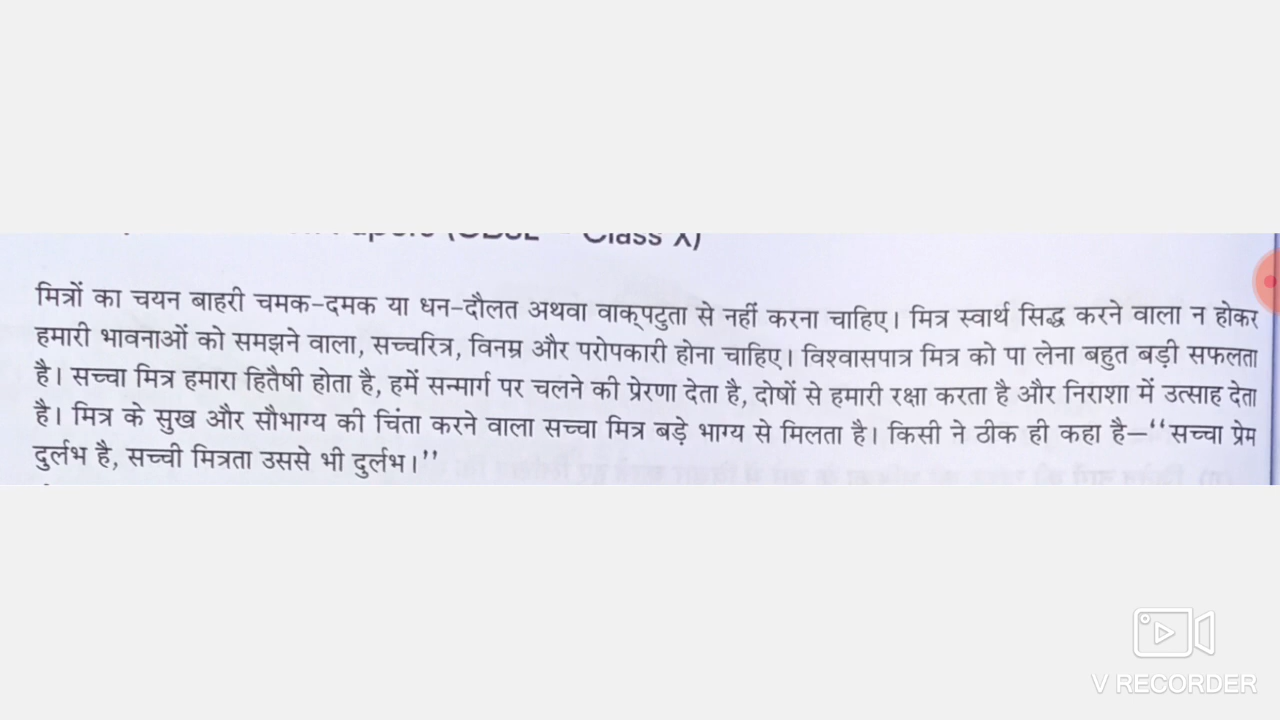 Class X)
मित्रों का चयन बाहरी चमक-दमक या धन-दौलत अथवा वाक्‌पटुता से नहीं करना चाहिए। मित्र स्वार्थ सिद्ध करने वाला न होकर
हमारी भावनाओं को समझने वाला, सच्चरित्र, विनम्र और परोपकारी होना चाहिए। विश्वासपात्र मित्र को पा लेना बहुत बड़ी सफलता
है। सच्चा मित्र हमारा हितैषी होता है, हमें सन्मार्ग पर चलने की प्रेरणा देता है, दोषों से हमारी रक्षा करता है और निराशा में उत्साह देता
है। मित्र के सुख और सौभाग्य की चिंता करने वाला सच्चा मित्र बड़े भाग्य से मिलता है। किसी ने ठीक ही कहा है—‘‘सच्चा प्रेम
दुर्लभ है, सच्ची मित्रता उससे भी दुर्लभ।’’
V RECORDER